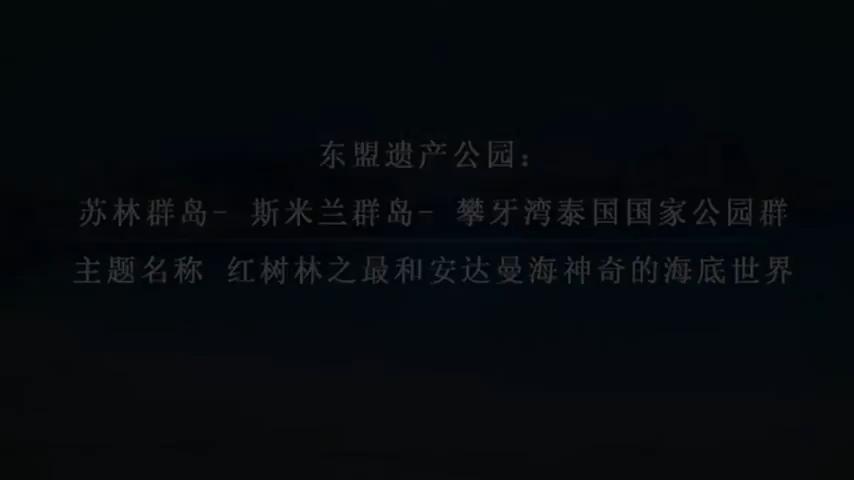 东盟遗产公园：
苏林群岛- 斯米兰群岛- 攀牙湾泰国国家公园群
主题名称 红树林之最和安达曼海神奇的海底世界